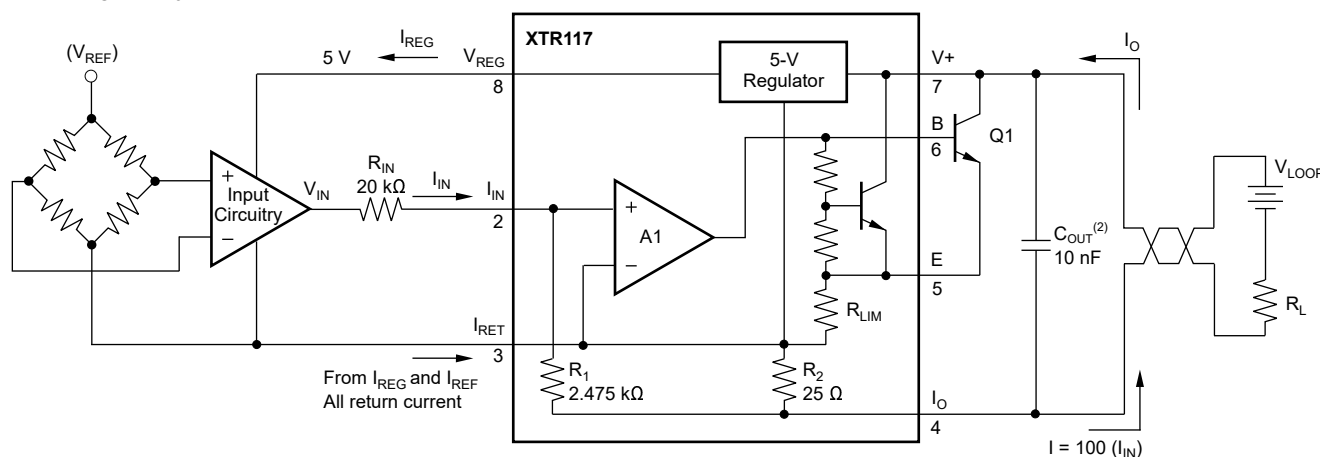 XTR117
I_REG
V_REG
5 V
8
(V_REF)
5-V
Regulator
V+
7
I_O
B
6
Q1
R_IN
20 kΩ
I_IN
I_IN
2
V_IN
+
Input
Circuitry
–
+
A1
–
V_LOOP
C_OUT(2)
10 nF
E
5
R_LIM
R_L
I_RET
3
From I_REG and I_REF
All return current
R_1
2.475 kΩ
R_2
25 Ω
I_O
4
I = 100 (I_IN)